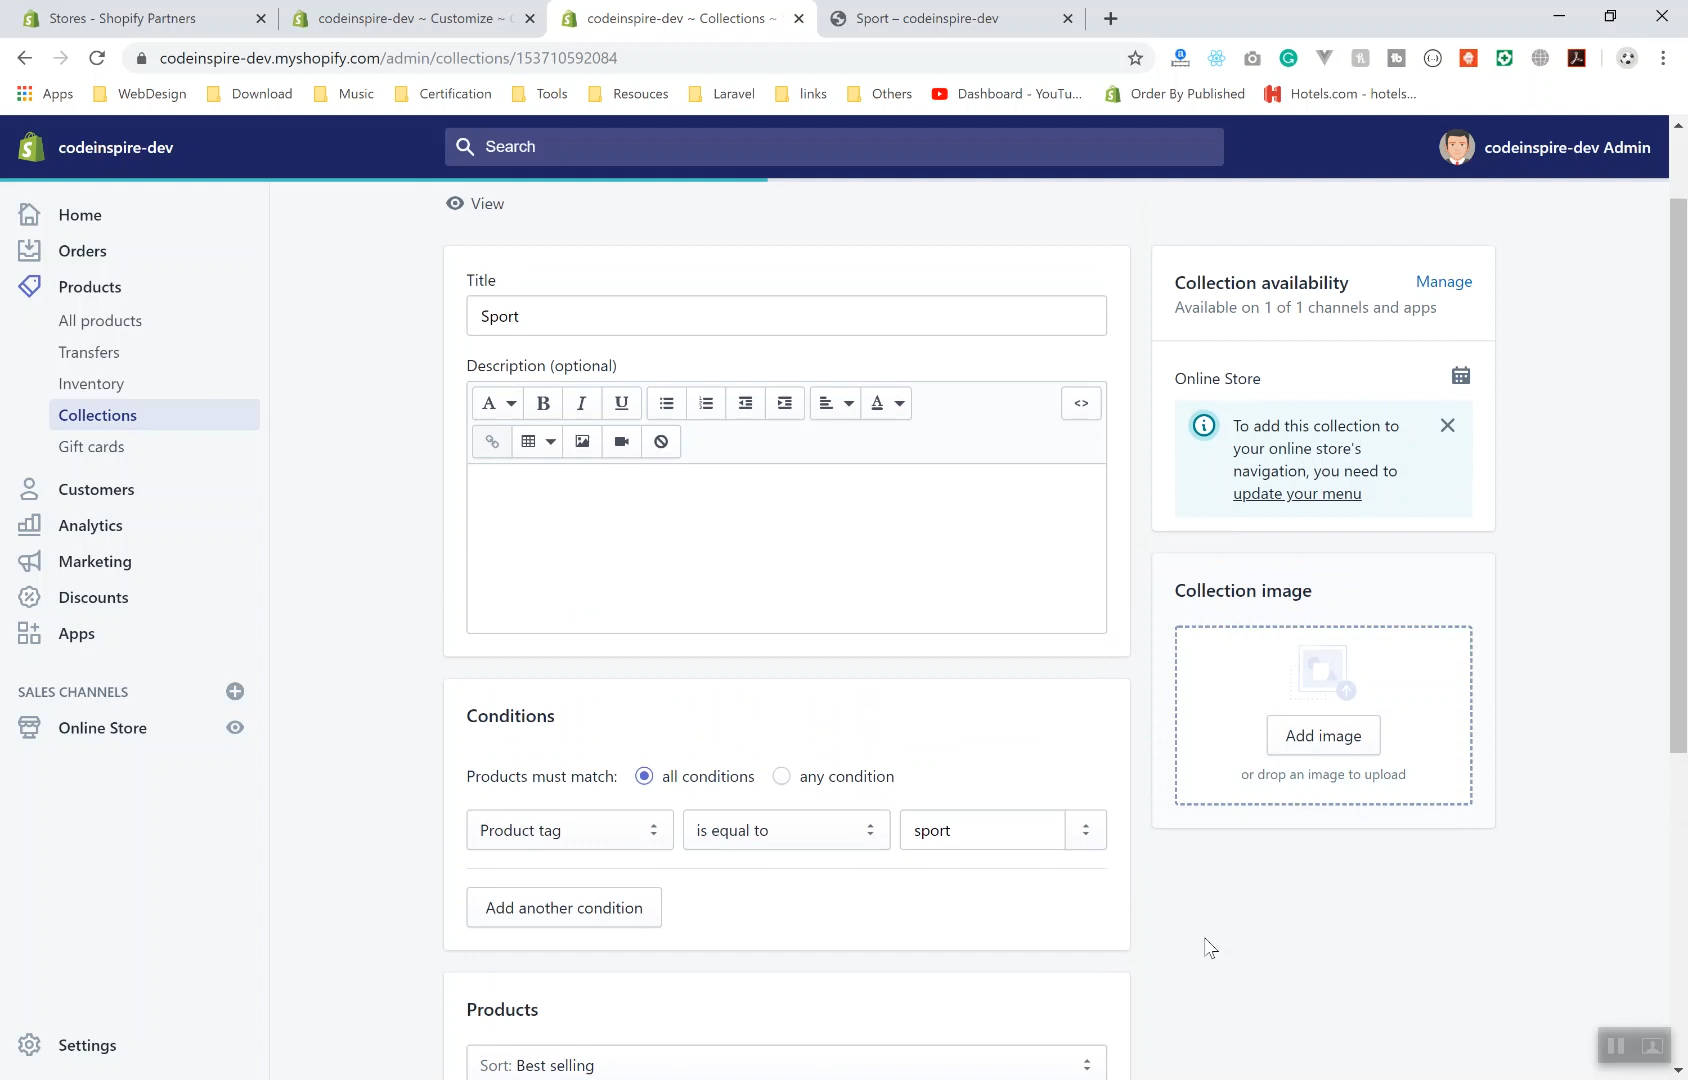 Stores - Shopify Partners
codeinspire-dev ~ Customize ~
codeinspire-dev ~ Collections ~
Sport – codeinspire-dev
codeinspire-dev.myshopify.com/admin/collections/153710592084
Apps
WebDesign
Download
Music
Certification
Tools
Resouces
Laravel
links
Others
Dashboard - YouTu...
Order By Published
Hotels.com - hotels...
codeinspire-dev
Search
codeinspire-dev Admin
Home
Orders
Products
All products
Transfers
Inventory
Collections
Gift cards
Customers
Analytics
Marketing
Discounts
Apps
SALES CHANNELS
Online Store
Settings
View
Title
Sport
Description (optional)
A
B
I
U
A
<>
Conditions
Products must match:
all conditions
any condition
Product tag
is equal to
sport
Add another condition
Products
Sort: Best selling
Collection availability
Manage
Available on 1 of 1 channels and apps
Online Store
To add this collection to
your online store's
navigation, you need to
update your menu
Collection image
Add image
or drop an image to upload